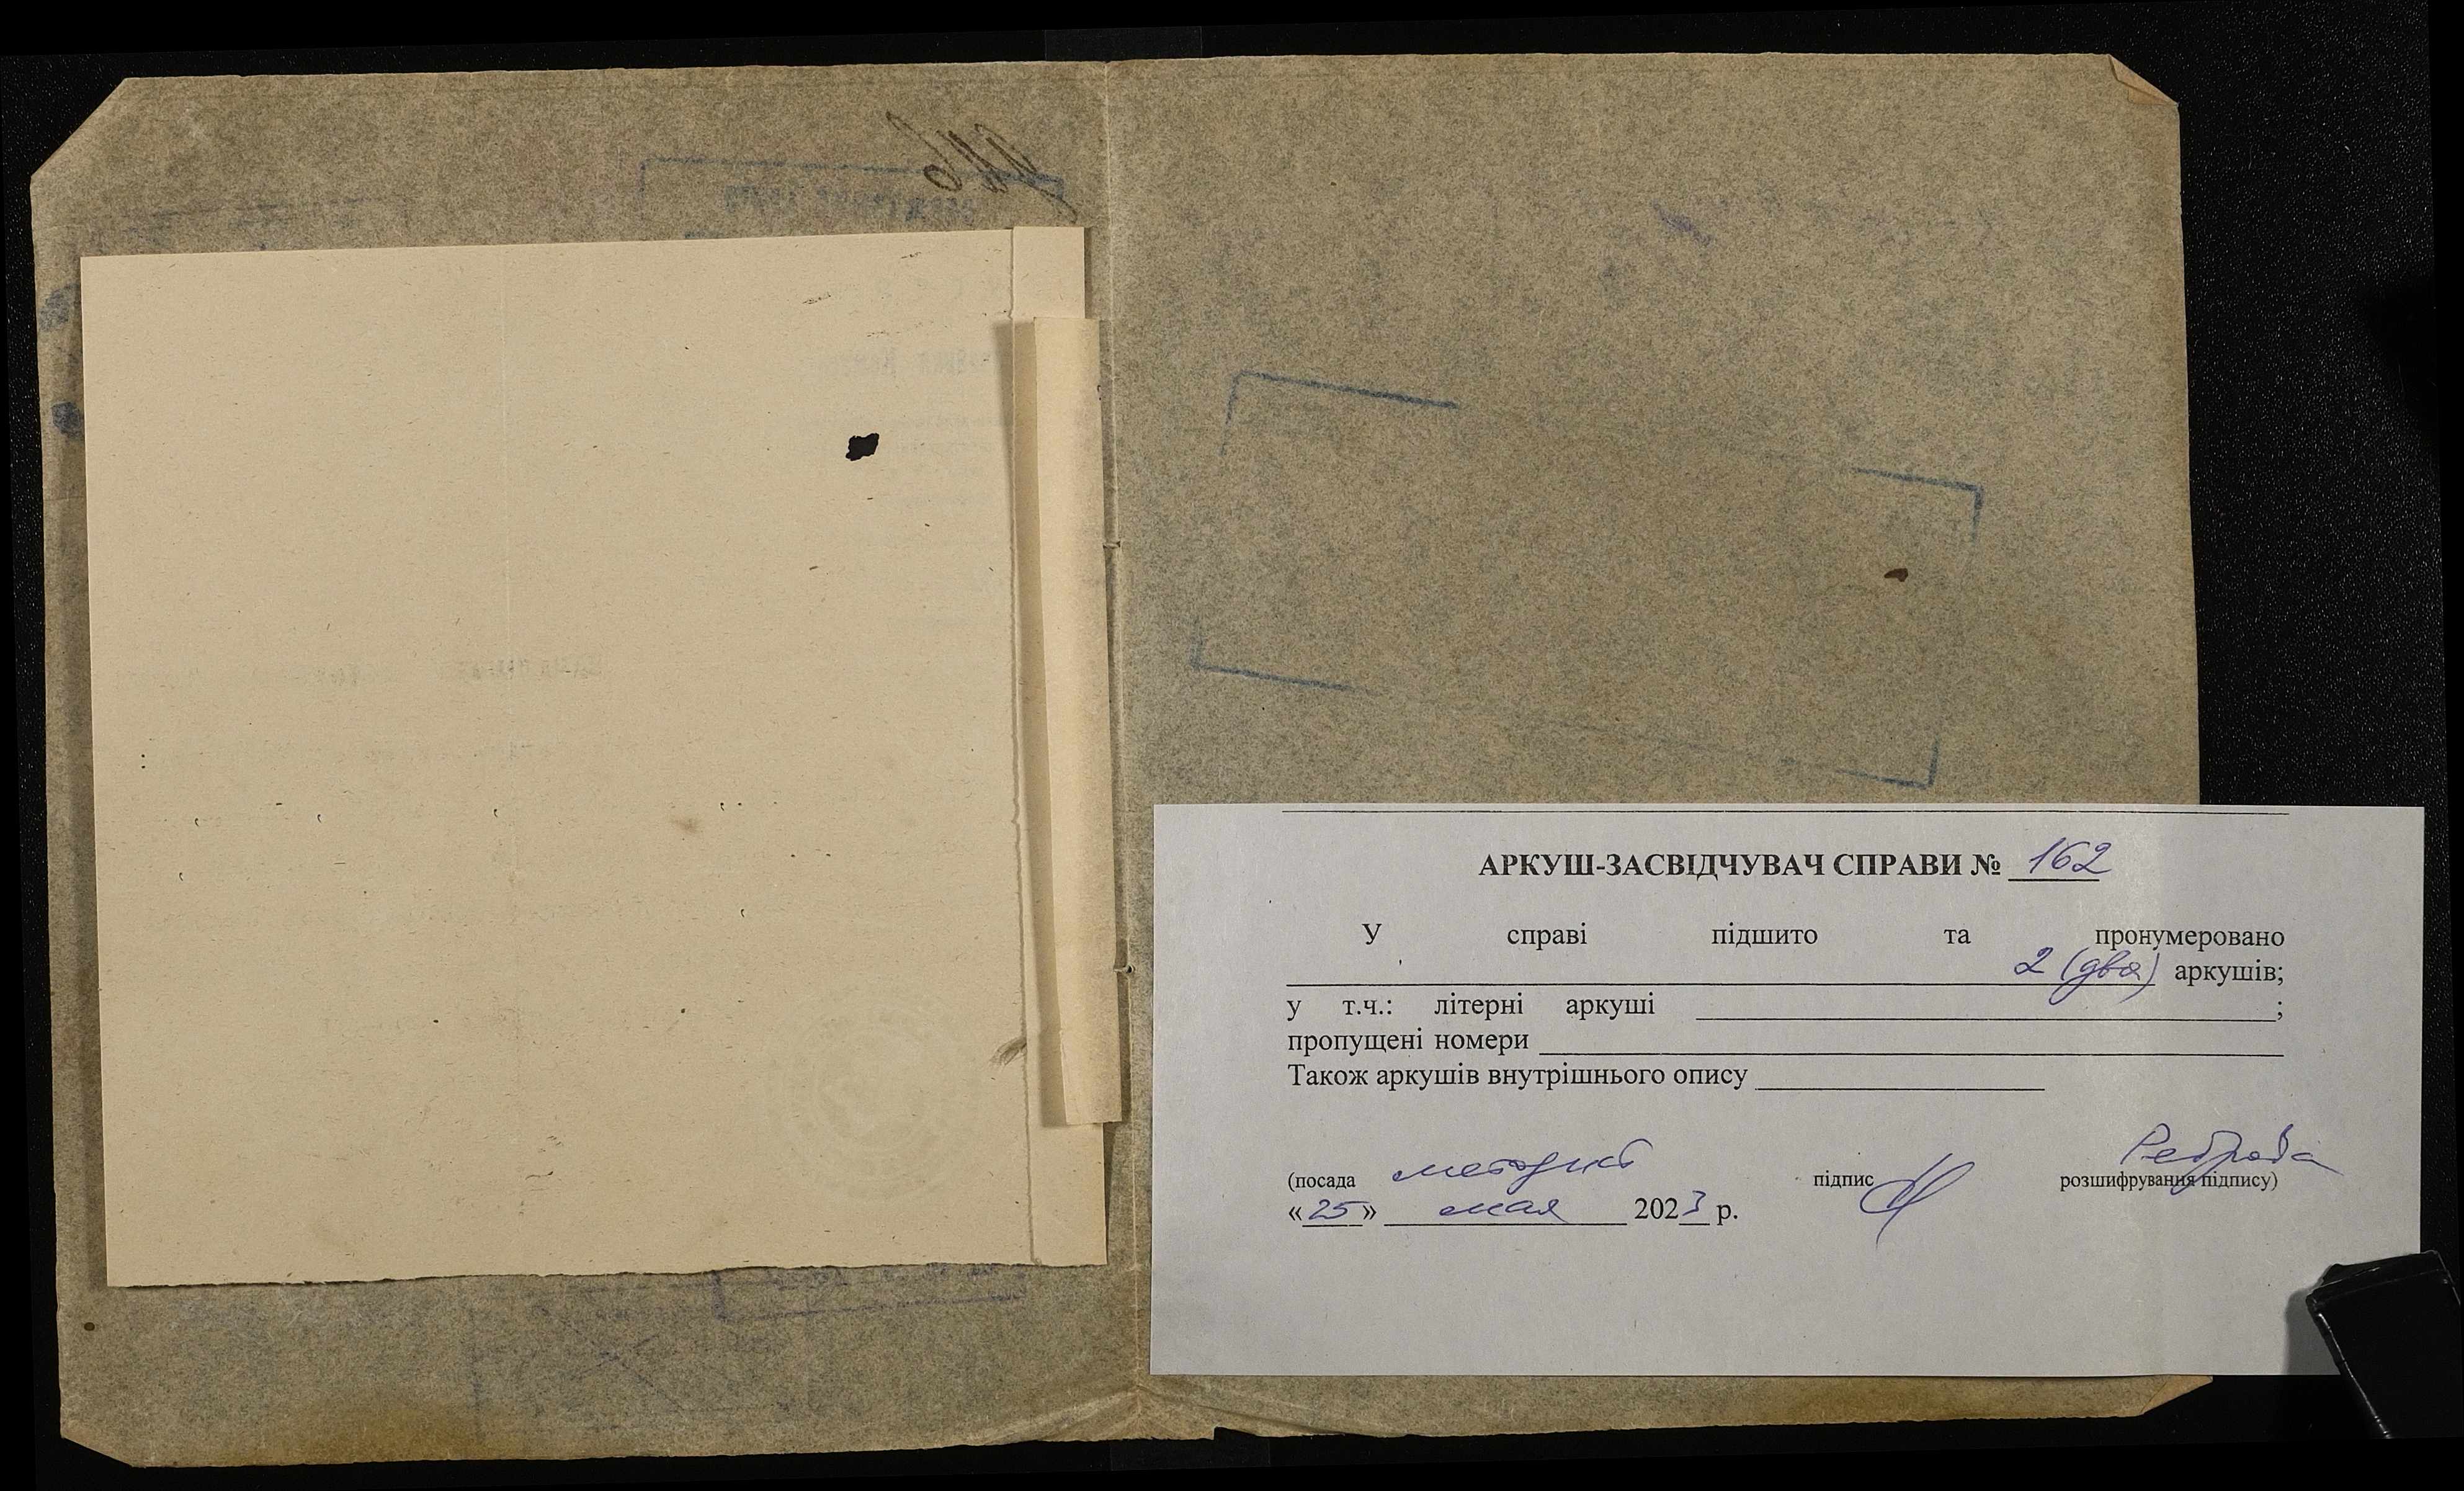 АРКУШ-ЗАСВІДЧУВАЧ СПРАВИ № 162
У справі підшито та пронумеровано
2 (два) аркушів;
у т.ч.: літерні аркуші ;
пропущені номери
Також аркушів внутрішнього опису
(посада методист підпис розшифрування підпису)
«25» мая 2023 р.